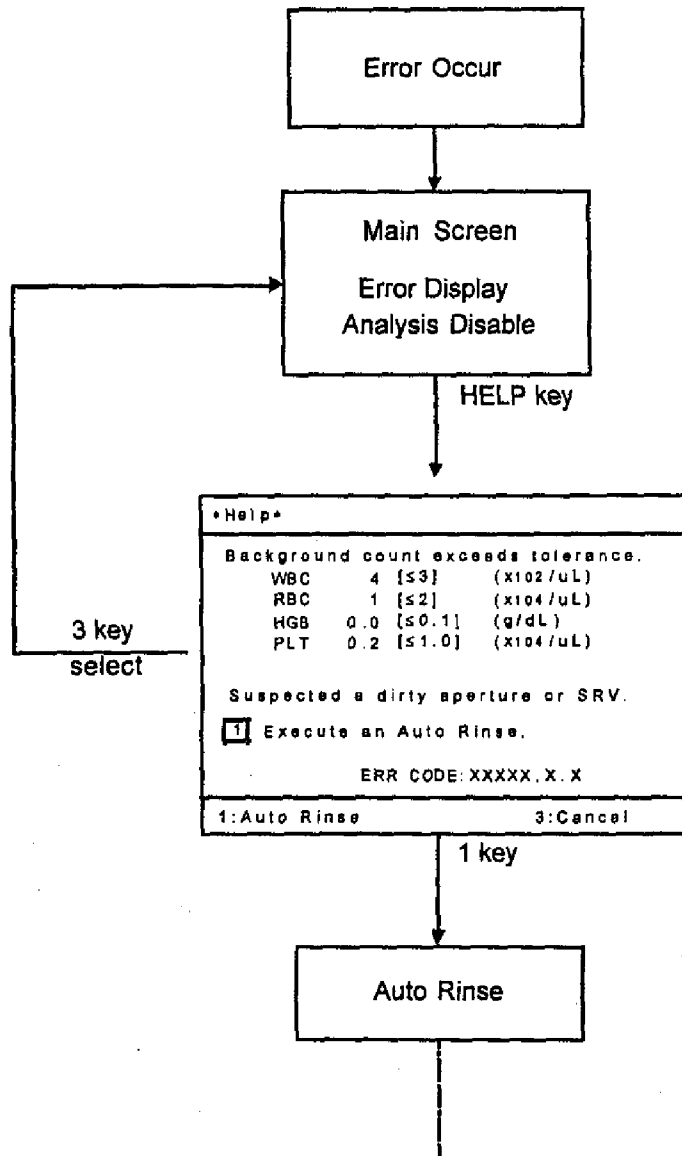 Error Occur
Main Screen
Error Display
Analysis Disable
HELP key
*Help*
Background count exceeds tolerance.
WBC 4 [≤3] (x102/uL)
RBC 1 [≤2] (x104/uL)
HGB 0.0 [≤0.1] (g/dL)
PLT 0.2 [≤1.0] (x104/uL)
3 key
select
Suspected a dirty aperture or SRV.
1 Execute an Auto Rinse.
ERR CODE:XXXXX.X.X
1:Auto Rinse 3:Cancel
1 key
Auto Rinse